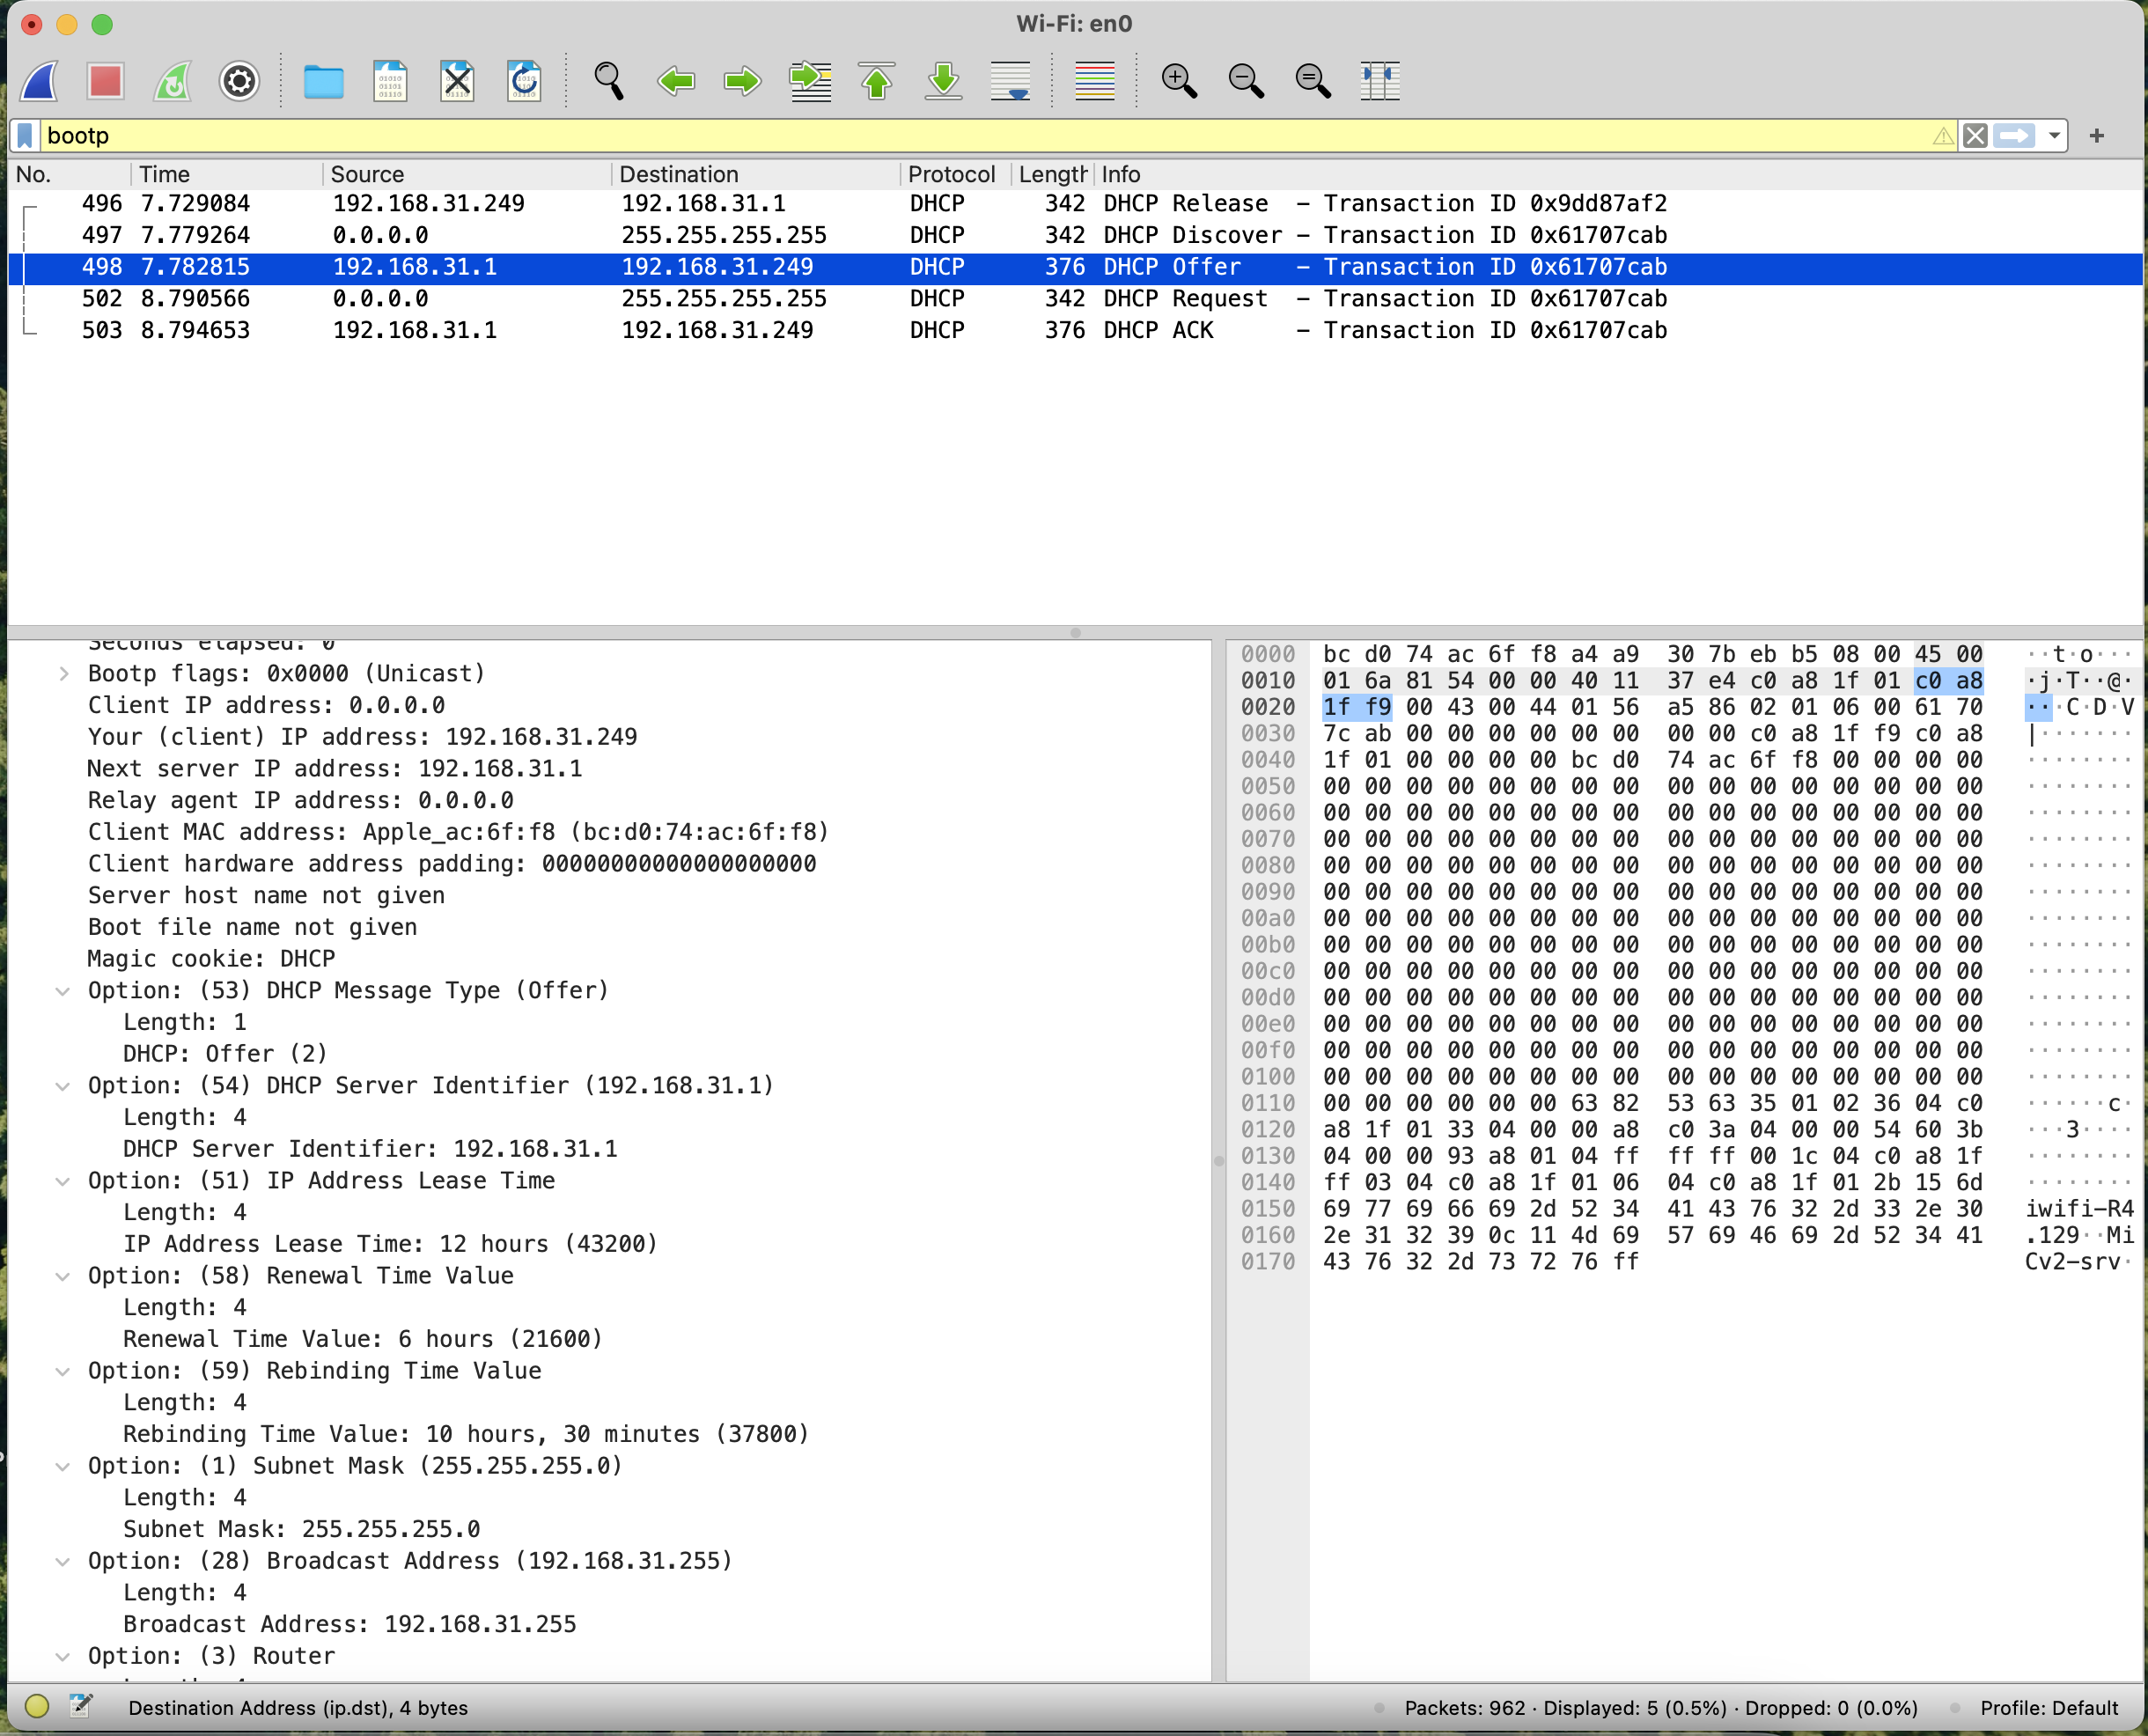 Wi-Fi: en0
bootp
No. Time Source Destination Protocol Length Info
496 7.729084 192.168.31.249 192.168.31.1 DHCP 342 DHCP Release – Transaction ID 0x9dd87af2
497 7.779264 0.0.0.0 255.255.255.255 DHCP 342 DHCP Discover – Transaction ID 0x61707cab
498 7.782815 192.168.31.1 192.168.31.249 DHCP 376 DHCP Offer – Transaction ID 0x61707cab
502 8.790566 0.0.0.0 255.255.255.255 DHCP 342 DHCP Request – Transaction ID 0x61707cab
503 8.794653 192.168.31.1 192.168.31.249 DHCP 376 DHCP ACK – Transaction ID 0x61707cab
Seconds elapsed: 0
Bootp flags: 0x0000 (Unicast)
Client IP address: 0.0.0.0
Your (client) IP address: 192.168.31.249
Next server IP address: 192.168.31.1
Relay agent IP address: 0.0.0.0
Client MAC address: Apple_ac:6f:f8 (bc:d0:74:ac:6f:f8)
Client hardware address padding: 00000000000000000000
Server host name not given
Boot file name not given
Magic cookie: DHCP
Option: (53) DHCP Message Type (Offer)
Length: 1
DHCP: Offer (2)
Option: (54) DHCP Server Identifier (192.168.31.1)
Length: 4
DHCP Server Identifier: 192.168.31.1
Option: (51) IP Address Lease Time
Length: 4
IP Address Lease Time: 12 hours (43200)
Option: (58) Renewal Time Value
Length: 4
Renewal Time Value: 6 hours (21600)
Option: (59) Rebinding Time Value
Length: 4
Rebinding Time Value: 10 hours, 30 minutes (37800)
Option: (1) Subnet Mask (255.255.255.0)
Length: 4
Subnet Mask: 255.255.255.0
Option: (28) Broadcast Address (192.168.31.255)
Length: 4
Broadcast Address: 192.168.31.255
Option: (3) Router
0000 bc d0 74 ac 6f f8 a4 a9 30 7b eb b5 08 00 45 00 ··t·o···
0010 01 6a 81 54 00 00 40 11 37 e4 c0 a8 1f 01 c0 a8 ·j·T··@·
0020 1f f9 00 43 00 44 01 56 a5 86 02 01 06 00 61 70 ···C·D·V
0030 7c ab 00 00 00 00 00 00 00 00 c0 a8 1f f9 c0 a8 |·······
0040 1f 01 00 00 00 00 bc d0 74 ac 6f f8 00 00 00 00 ········
0050 00 00 00 00 00 00 00 00 00 00 00 00 00 00 00 00 ········
0060 00 00 00 00 00 00 00 00 00 00 00 00 00 00 00 00 ········
0070 00 00 00 00 00 00 00 00 00 00 00 00 00 00 00 00 ········
0080 00 00 00 00 00 00 00 00 00 00 00 00 00 00 00 00 ········
0090 00 00 00 00 00 00 00 00 00 00 00 00 00 00 00 00 ········
00a0 00 00 00 00 00 00 00 00 00 00 00 00 00 00 00 00 ········
00b0 00 00 00 00 00 00 00 00 00 00 00 00 00 00 00 00 ········
00c0 00 00 00 00 00 00 00 00 00 00 00 00 00 00 00 00 ········
00d0 00 00 00 00 00 00 00 00 00 00 00 00 00 00 00 00 ········
00e0 00 00 00 00 00 00 00 00 00 00 00 00 00 00 00 00 ········
00f0 00 00 00 00 00 00 00 00 00 00 00 00 00 00 00 00 ········
0100 00 00 00 00 00 00 00 00 00 00 00 00 00 00 00 00 ········
0110 00 00 00 00 00 00 63 82 53 63 35 01 02 36 04 c0 ······c·
0120 a8 1f 01 33 04 00 00 a8 c0 3a 04 00 00 54 60 3b ···3····
0130 04 00 00 93 a8 01 04 ff ff ff 00 1c 04 c0 a8 1f ········
0140 ff 03 04 c0 a8 1f 01 06 04 c0 a8 1f 01 2b 15 6d ········
0150 69 77 69 66 69 2d 52 34 41 43 76 32 2d 33 2e 30 iwifi–R4
0160 2e 31 32 39 0c 11 4d 69 57 69 46 69 2d 52 34 41 .129··Mi
0170 43 76 32 2d 73 72 76 ff Cv2–srv·
Destination Address (ip.dst), 4 bytes
Packets: 962 · Displayed: 5 (0.5%) · Dropped: 0 (0.0%)
Profile: Default